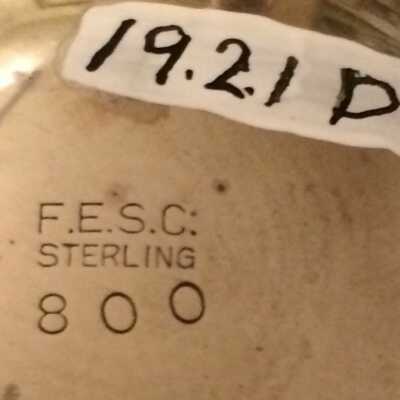 19.21 D
F.E.S.C:
STERLING
800